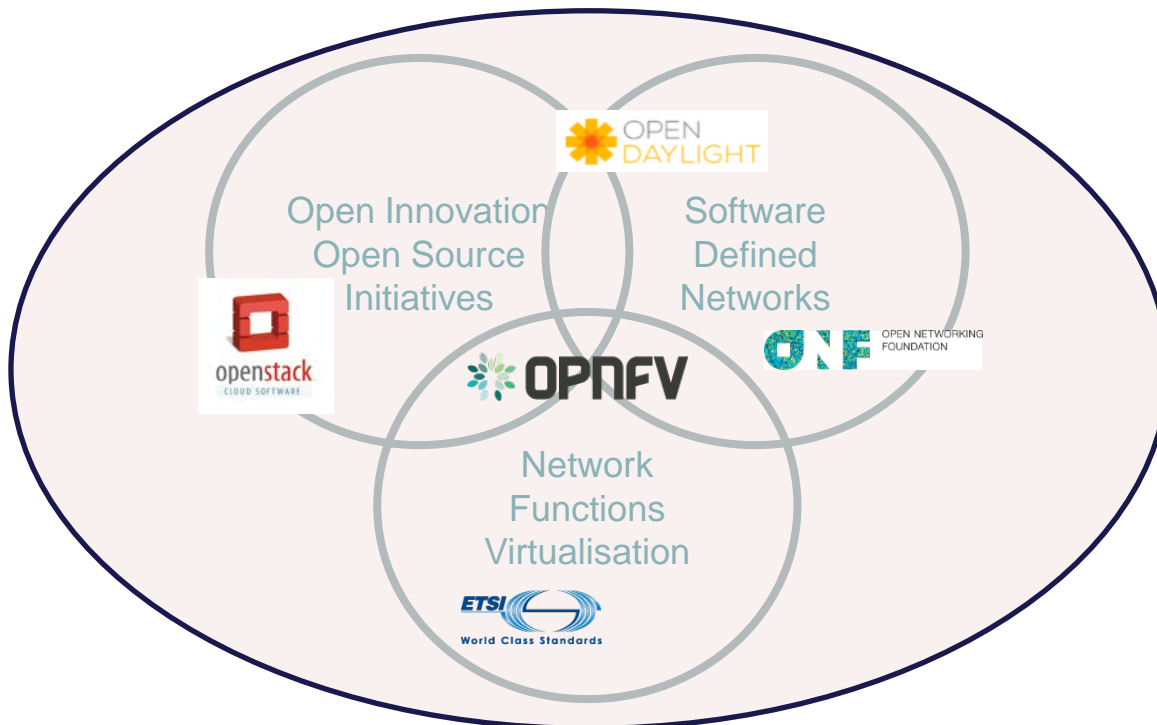 OPEN
DAYLIGHT
Open Innovation
Open Source
Initiatives
Software
Defined
Networks
openstack
CLOUD SOFTWARE
ONF
OPEN NETWORKING
FOUNDATION
OPNFV
Network
Functions
Virtualisation
ETSI
World Class Standards